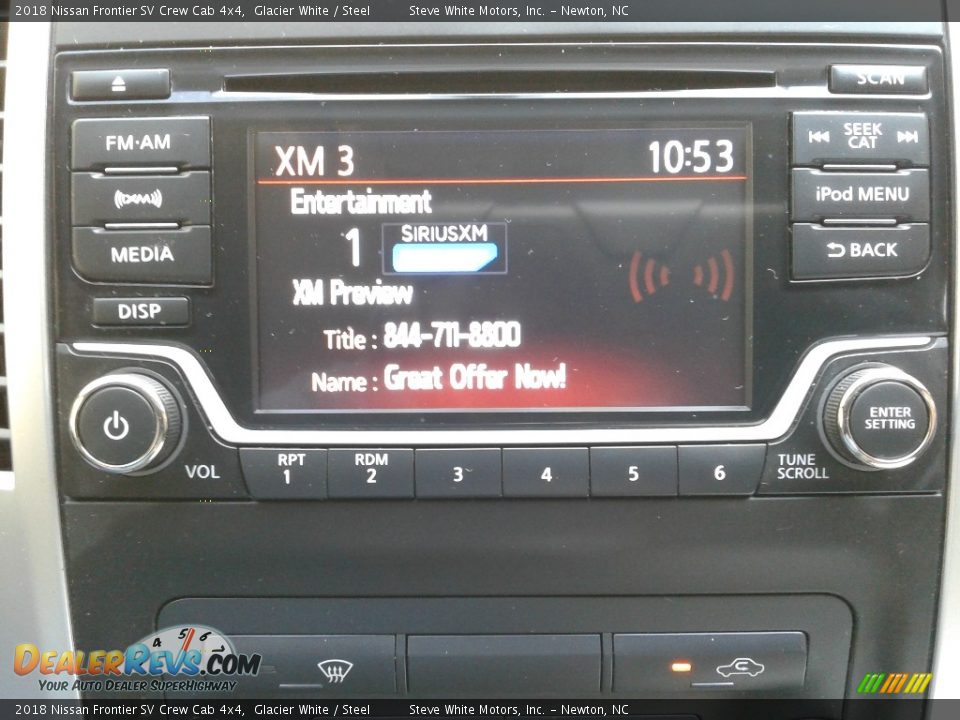 2018 Nissan Frontier SV Crew Cab 4x4, Glacier White / Steel Steve White Motors, Inc. - Newton, NC
SCAN
FM·AM
XM 3
10:53
SEEK
CAT
Entertainment
iPod MENU
1
SIRIUSXM
MEDIA
BACK
XM Preview
DISP
Title : 844-711-8800
Name : Great Offer Now!
ENTER
SETTING
VOL
RPT
1
RDM
2
3
4
5
6
TUNE
SCROLL
4 5 6
DEALERREVS.COM
YOUR AUTO DEALER SUPERHIGHWAY
2018 Nissan Frontier SV Crew Cab 4x4, Glacier White / Steel Steve White Motors, Inc. - Newton, NC